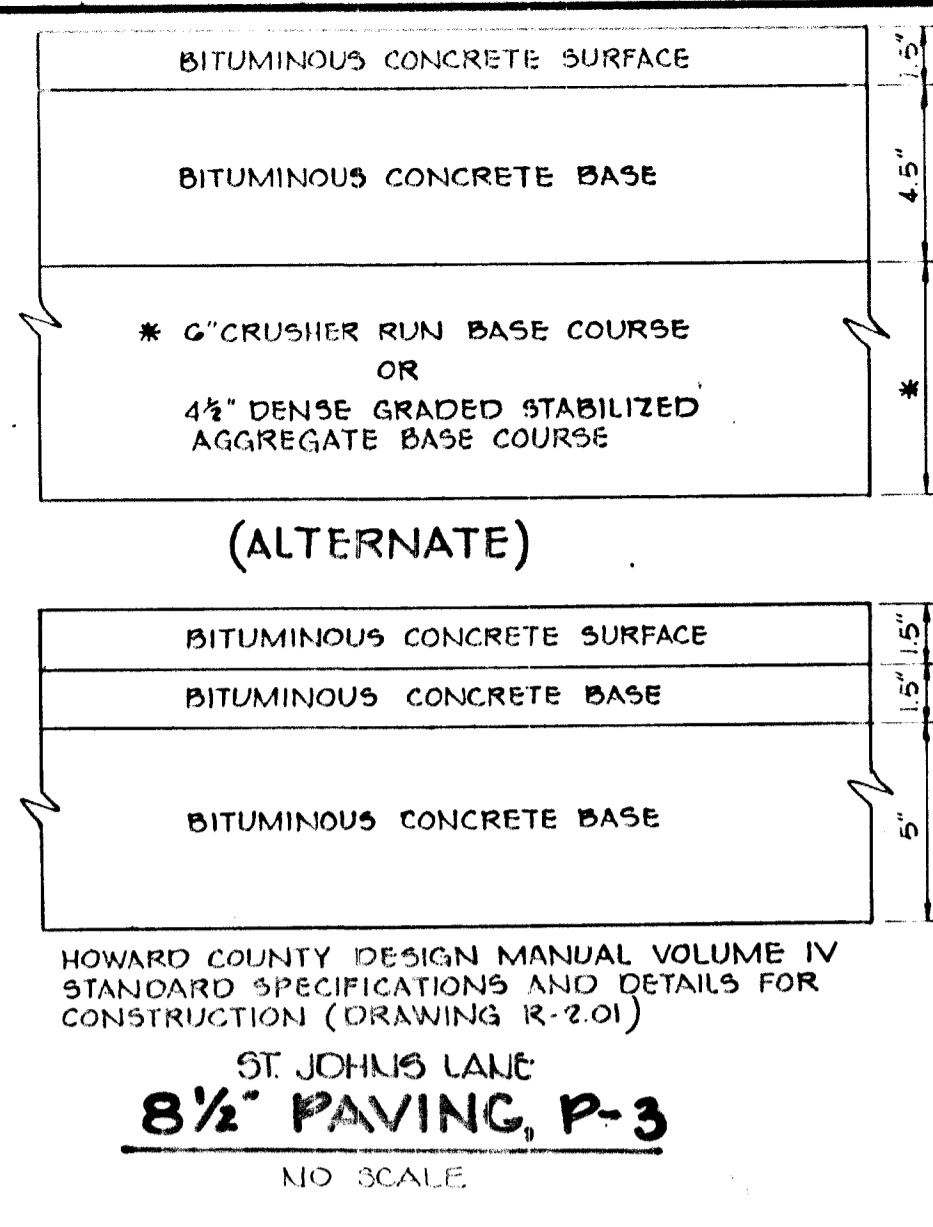 BITUMINOUS CONCRETE SURFACE
1.5"
BITUMINOUS CONCRETE BASE
4.5"
* 6" CRUSHER RUN BASE COURSE
OR
4½" DENSE GRADED STABILIZED
AGGREGATE BASE COURSE
*
(ALTERNATE)
BITUMINOUS CONCRETE SURFACE
1.5"
BITUMINOUS CONCRETE BASE
1.5"
BITUMINOUS CONCRETE BASE
5"
HOWARD COUNTY DESIGN MANUAL VOLUME IV
STANDARD SPECIFICATIONS AND DETAILS FOR
CONSTRUCTION (DRAWING R-2.01)
ST. JOHNS LANE
8½" PAVING, P-3
NO SCALE